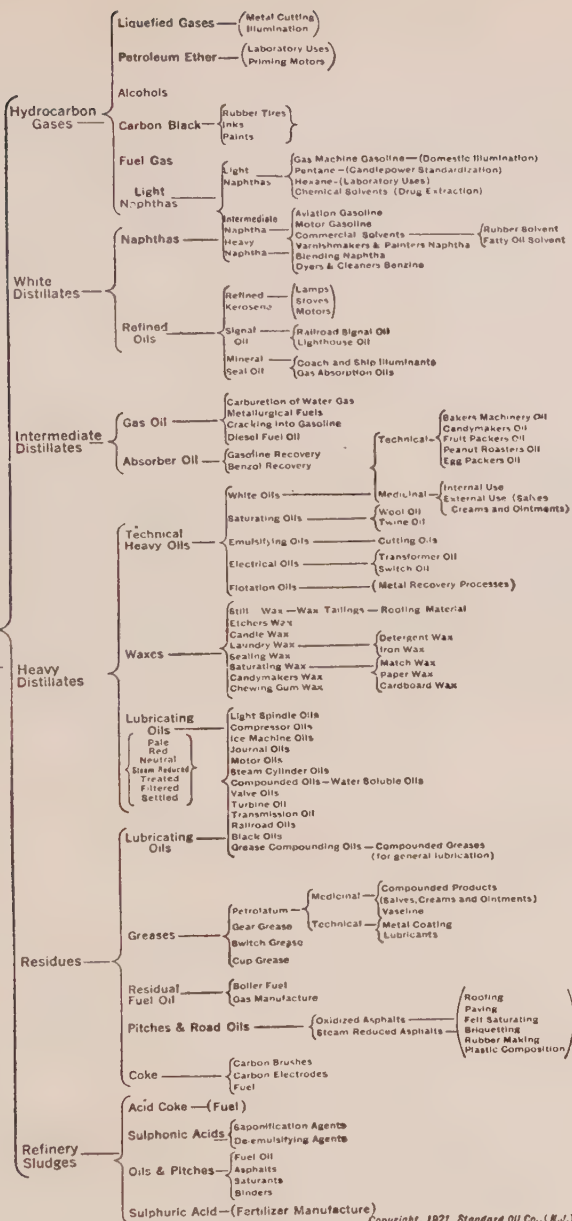 Liquefied Gases — (Metal Cutting
Illumination)
Petroleum Ether — (Laboratory Uses
Priming Motors)
Hydrocarbon
Gases
Alcohols
Carbon Black — Rubber Tires
Inks
Paints
Fuel Gas
Light
Naphthas
White
Distillates
Naphthas
Light
Naphthas
Gas Machine Gasoline — (Domestic Illumination)
Pentane — (Candlepower Standardization)
Hexane — (Laboratory Uses)
Chemical Solvents (Drug Extraction)
Intermediate
Naphtha
Heavy
Naphtha
Aviation Gasoline
Motor Gasoline
Commercial Solvents — Rubber Solvent
Fatty Oil Solvent
Varnishmakers & Painters Naphtha
Blending Naphtha
Dyers & Cleaners Benzine
Refined
Oils
Refined
Kerosene
Lamps
Stoves
Motors
Signal
Oil
Railroad Signal Oil
Lighthouse Oil
Mineral
Seal Oil
Coach and Ship Illuminants
Gas Absorption Oils
Intermediate
Distillates
Gas Oil
Carburetion of Water Gas
Metallurgical Fuels
Cracking into Gasoline
Diesel Fuel Oil
Absorber Oil
Gasoline Recovery
Benzol Recovery
Heavy
Distillates
Technical
Heavy Oils
White Oils
Technical
Bakers Machinery Oil
Candymakers Oil
Fruit Packers Oil
Peanut Roasters Oil
Egg Packers Oil
Medicinal
Internal Use
External Use (Salves
Creams and Ointments)
Saturating Oils
Wool Oil
Twine Oil
Emulsifying Oils — Cutting Oils
Electrical Oils
Transformer Oil
Switch Oil
Flotation Oils — (Metal Recovery Processes)
Waxes
Still Wax — Wax Tailings — Roofing Material
Etchers Wax
Candle Wax
Laundry Wax
Detergent Wax
Iron Wax
Sealing Wax
Saturating Wax
Match Wax
Paper Wax
Cardboard Wax
Candymakers Wax
Chewing Gum Wax
Lubricating
Oils
Pale
Red
Neutral
Steam Reduced
Treated
Filtered
Settled
Light Spindle Oils
Compressor Oils
Ice Machine Oils
Journal Oils
Motor Oils
Steam Cylinder Oils
Compounded Oils — Water Soluble Oils
Valve Oils
Turbine Oil
Transmission Oil
Railroad Oils
Black Oils
Grease Compounding Oils — Compounded Greases
(for general lubrication)
Residues
Lubricating
Oils
Greases
Petrolatum
Medicinal
Compounded Products
(Salves, Creams and Ointments)
Vaseline
Technical
Metal Coating
Lubricants
Gear Grease
Switch Grease
Cup Grease
Residual
Fuel Oil
Boiler Fuel
Gas Manufacture
Pitches & Road Oils
Oxidized Asphalts
Steam Reduced Asphalts
Roofing
Paving
Felt Saturating
Briquetting
Rubber Making
Plastic Composition
Coke
Carbon Brushes
Carbon Electrodes
Fuel
Refinery
Sludges
Acid Coke — (Fuel)
Sulphonic Acids
Saponification Agents
De-emulsifying Agents
Oils & Pitches
Fuel Oil
Asphalts
Saturants
Binders
Sulphuric Acid — (Fertilizer Manufacture)
Copyright, 1921, Standard Oil Co., (N.J.)